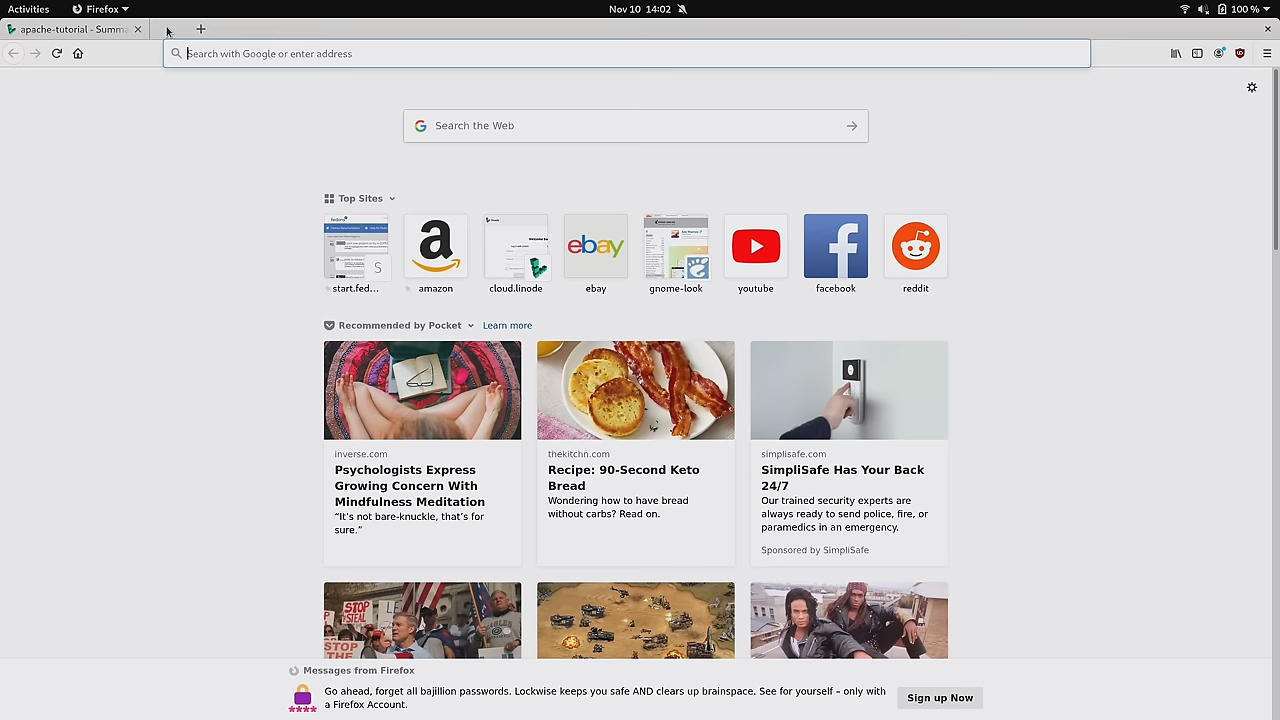 Activities
Firefox
Nov 10 14:02
100 %
apache-tutorial - Summa
Search with Google or enter address
Search the Web
Top Sites
start.fed...
amazon
cloud.linode
ebay
gnome-look
youtube
facebook
reddit
Recommended by Pocket
Learn more
inverse.com
Psychologists Express
Growing Concern With
Mindfulness Meditation
“It’s not bare-knuckle, that’s for
sure.”
thekitchn.com
Recipe: 90-Second Keto
Bread
Wondering how to have bread
without carbs? Read on.
simplisafe.com
SimpliSafe Has Your Back
24/7
Our trained security experts are
always ready to send police, fire, or
paramedics in an emergency.
Sponsored by SimpliSafe
Messages from Firefox
Go ahead, forget all bajillion passwords. Lockwise keeps you safe AND clears up brainspace. See for yourself – only with
a Firefox Account.
Sign up Now